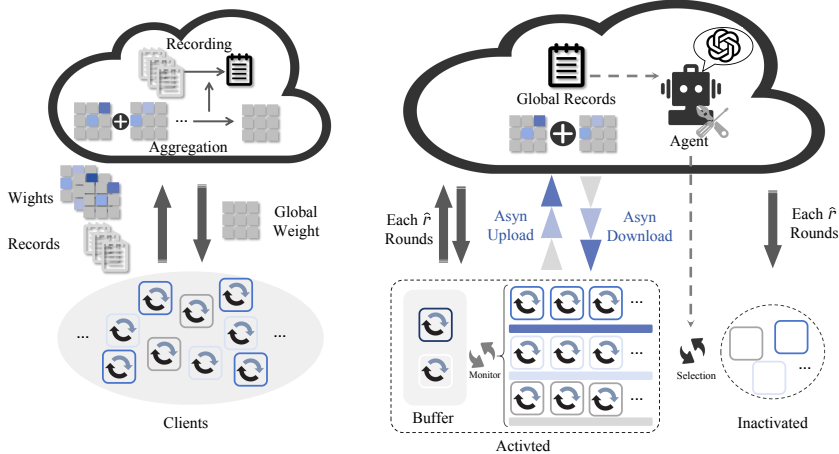 Recording
...
Aggregation
Wights
Records
Global
Weight
...
...
Clients
Global Records
Agent
Each r̂
Rounds
Asyn
Upload
Asyn
Download
Each r̂
Rounds
...
...
...
Monitor
Selection
...
Buffer
Activted
Inactivated